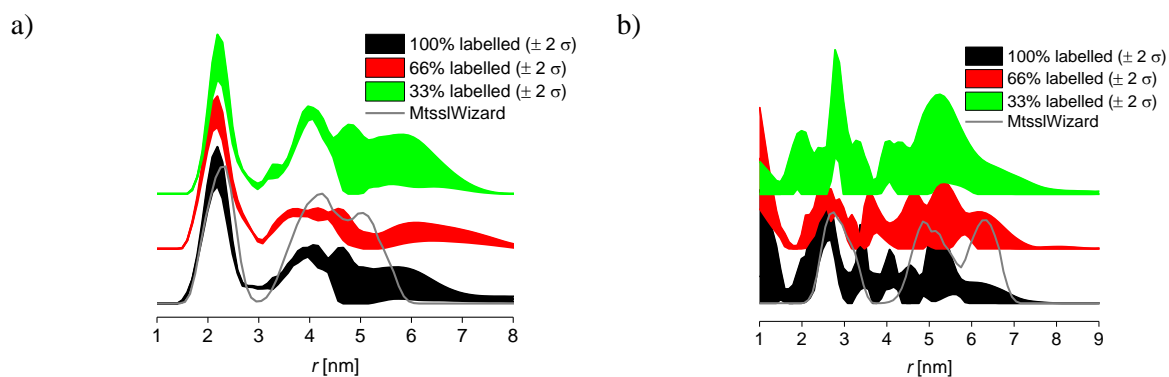 a)
100% labelled (± 2 σ)
66% labelled (± 2 σ)
33% labelled (± 2 σ)
MtsslWizard
1 2 3 4 5 6 7 8
r [nm]
b)
100% labelled (± 2 σ)
66% labelled (± 2 σ)
33% labelled (± 2 σ)
MtsslWizard
1 2 3 4 5 6 7 8 9
r [nm]